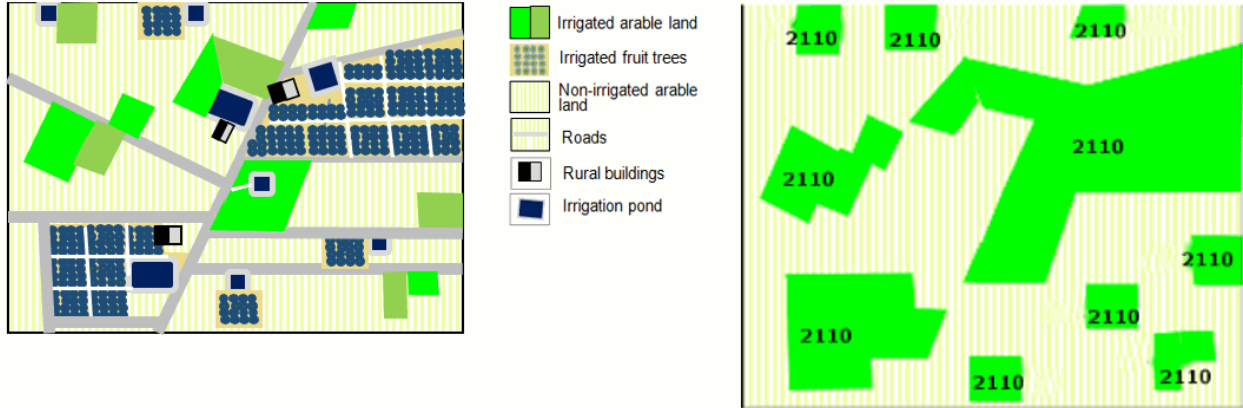 Irrigated arable land
Irrigated fruit trees
Non-irrigated arable
land
Roads
Rural buildings
Irrigation pond
2110
2110
2110
2110
2110
2110
2110
2110
2110
2110